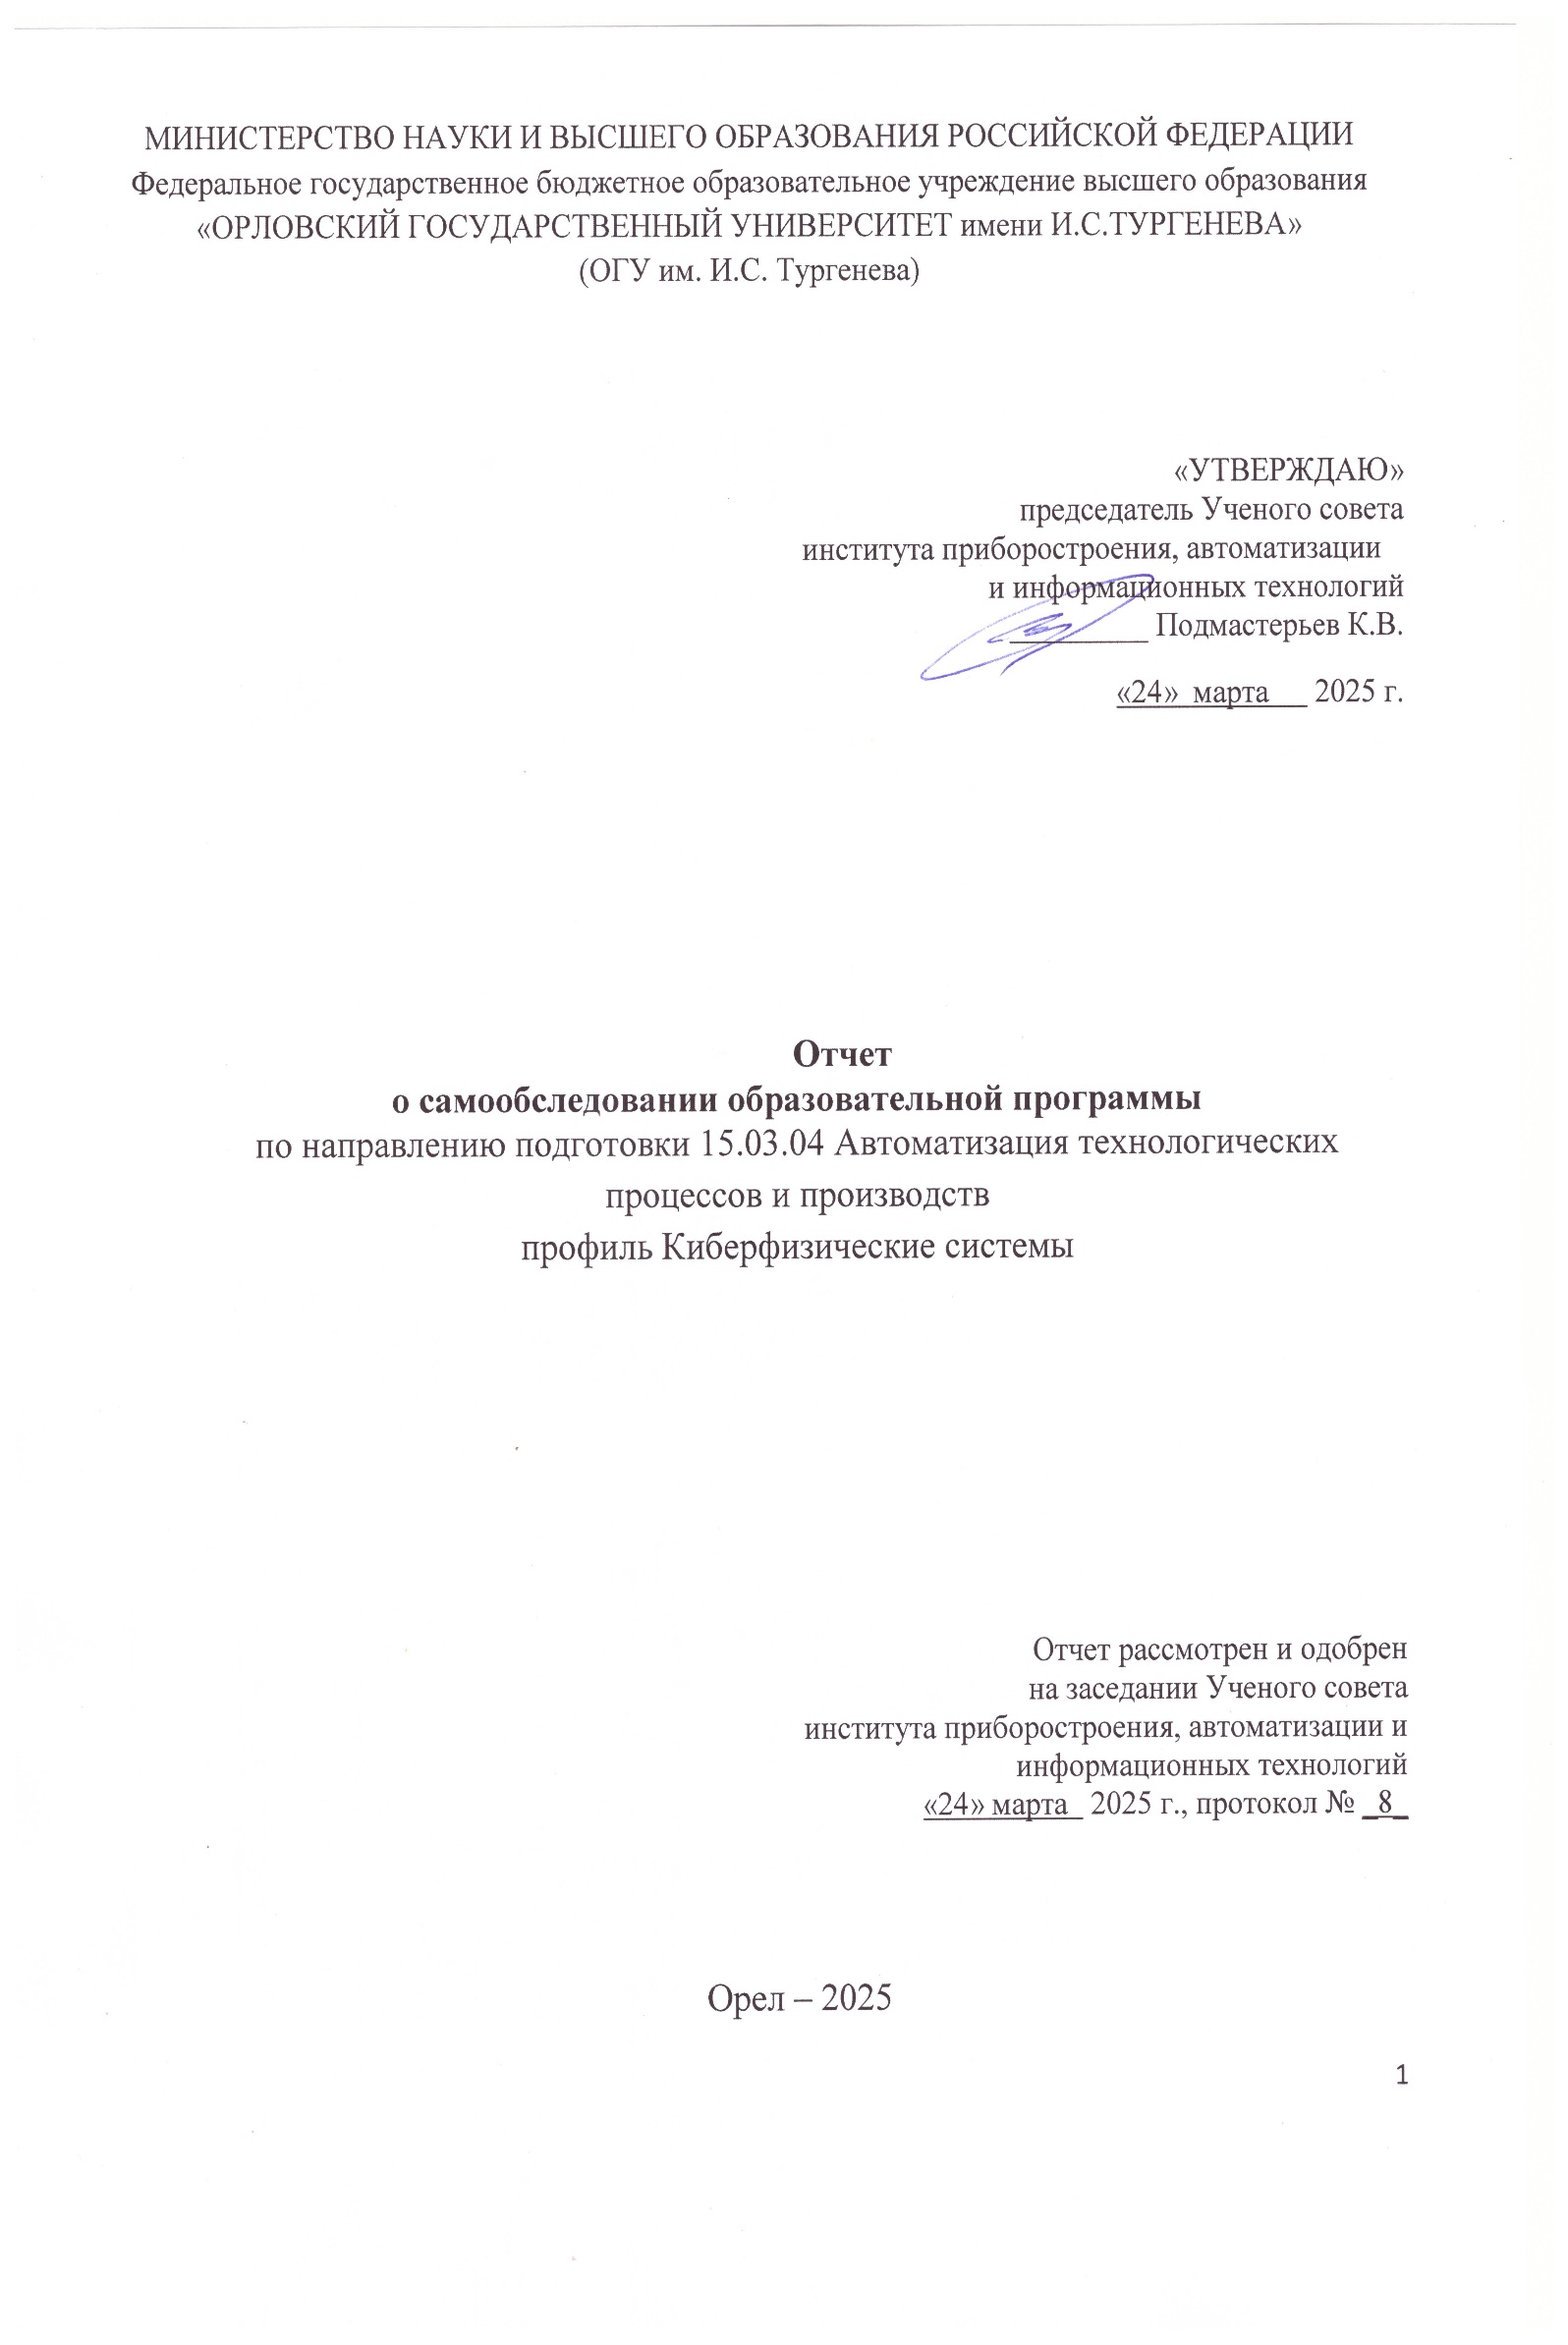 МИНИСТЕРСТВО НАУКИ И ВЫСШЕГО ОБРАЗОВАНИЯ РОССИЙСКОЙ ФЕДЕРАЦИИ
Федеральное государственное бюджетное образовательное учреждение высшего образования
«ОРЛОВСКИЙ ГОСУДАРСТВЕННЫЙ УНИВЕРСИТЕТ имени И.С.ТУРГЕНЕВА»
(ОГУ им. И.С. Тургенева)
«УТВЕРЖДАЮ»
председатель Ученого совета
института приборостроения, автоматизации
и информационных технологий
_________ Подмастерьев К.В.
«24» марта ___ 2025 г.
Отчет
о самообследовании образовательной программы
по направлению подготовки 15.03.04 Автоматизация технологических
процессов и производств
профиль Киберфизические системы
Отчет рассмотрен и одобрен
на заседании Ученого совета
института приборостроения, автоматизации и
информационных технологий
«24» марта _ 2025 г., протокол № _8_
Орел – 2025
1